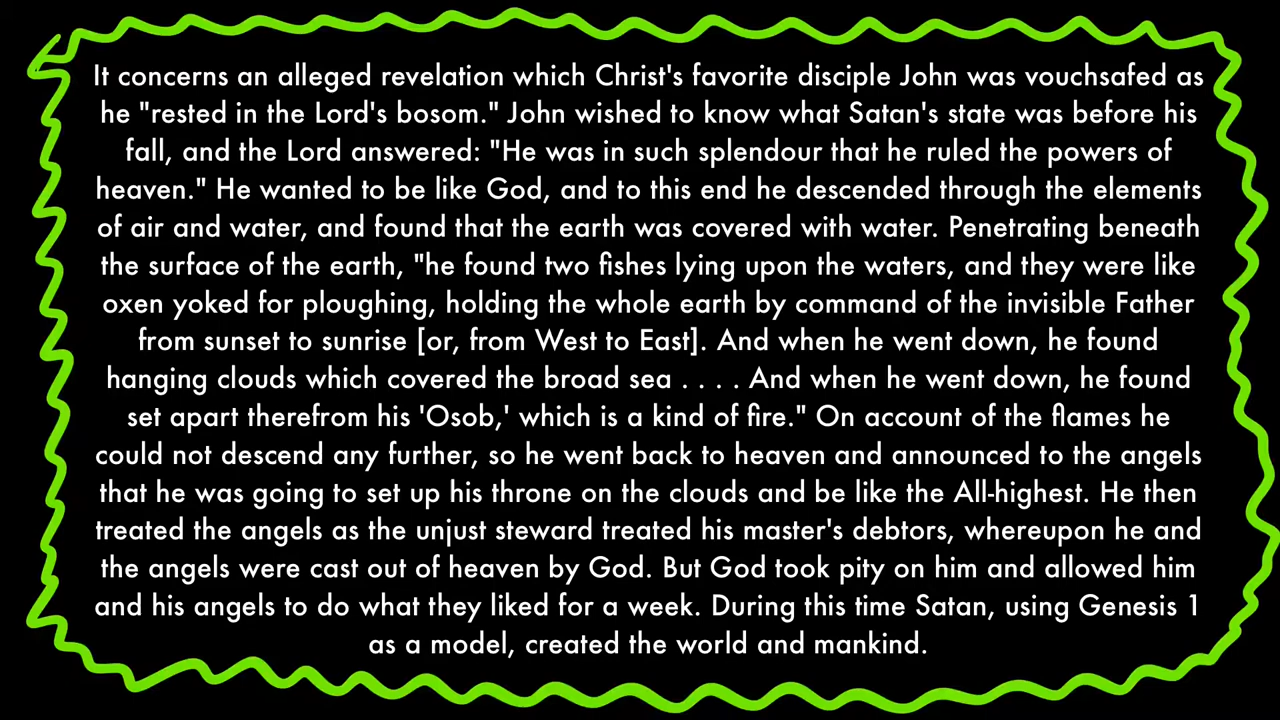 It concerns an alleged revelation which Christ's favorite disciple John was vouchsafed as
he "rested in the Lord's bosom." John wished to know what Satan's state was before his
fall, and the Lord answered: "He was in such splendour that he ruled the powers of
heaven." He wanted to be like God, and to this end he descended through the elements
of air and water, and found that the earth was covered with water. Penetrating beneath
the surface of the earth, "he found two fishes lying upon the waters, and they were like
oxen yoked for ploughing, holding the whole earth by command of the invisible Father
from sunset to sunrise [or, from West to East]. And when he went down, he found
hanging clouds which covered the broad sea . . . . And when he went down, he found
set apart therefrom his 'Osob,' which is a kind of fire." On account of the flames he
could not descend any further, so he went back to heaven and announced to the angels
that he was going to set up his throne on the clouds and be like the All-highest. He then
treated the angels as the unjust steward treated his master's debtors, whereupon he and
the angels were cast out of heaven by God. But God took pity on him and allowed him
and his angels to do what they liked for a week. During this time Satan, using Genesis 1
as a model, created the world and mankind.